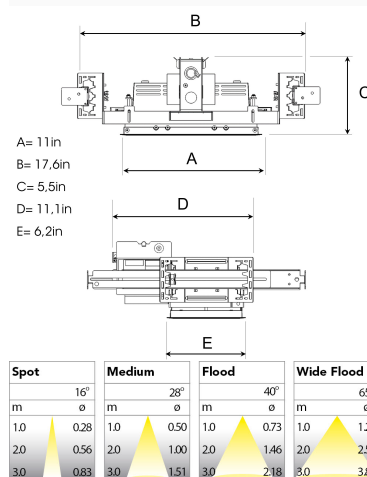 B
C
A
A= 11in
B= 17,6in
C= 5,5in
D= 11,1in
E= 6,2in
D
E
Spot
16°
m ø
1.0 0.28
2.0 0.56
3.0 0.83
Medium
28°
m ø
1.0 0.50
2.0 1.00
3.0 1.51
Flood
40°
m ø
1.0 0.73
2.0 1.46
3.0 2.18
Wide Flood
m ø
1.0
2.0
3.0